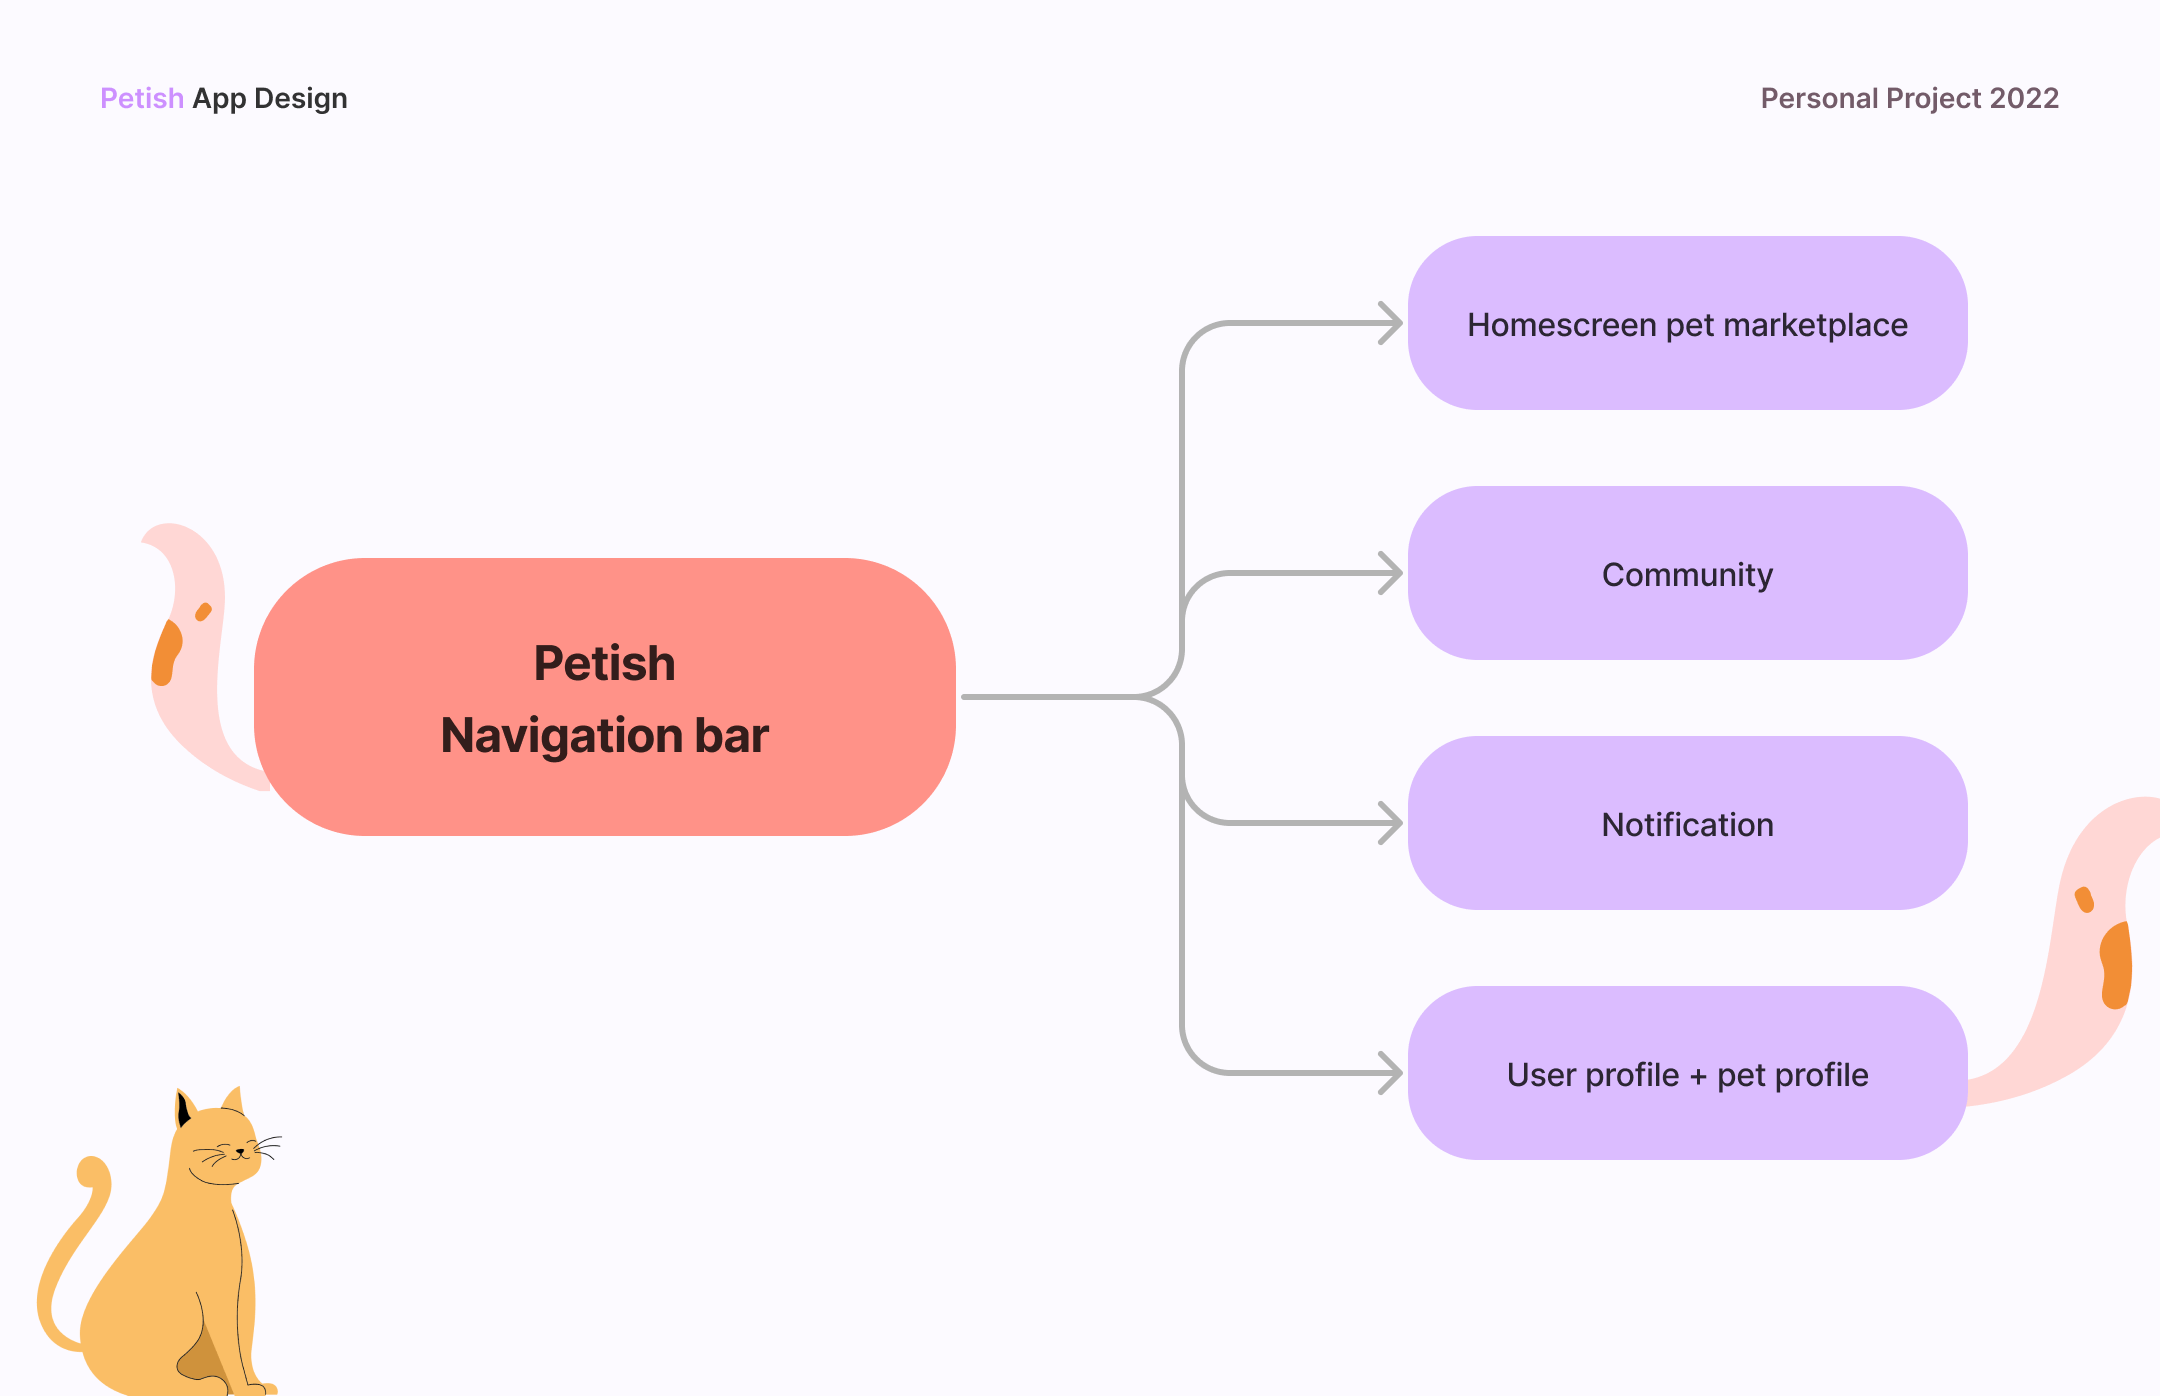 Petish App Design
Personal Project 2022
Petish
Navigation bar
Homescreen pet marketplace
Community
Notification
User profile + pet profile